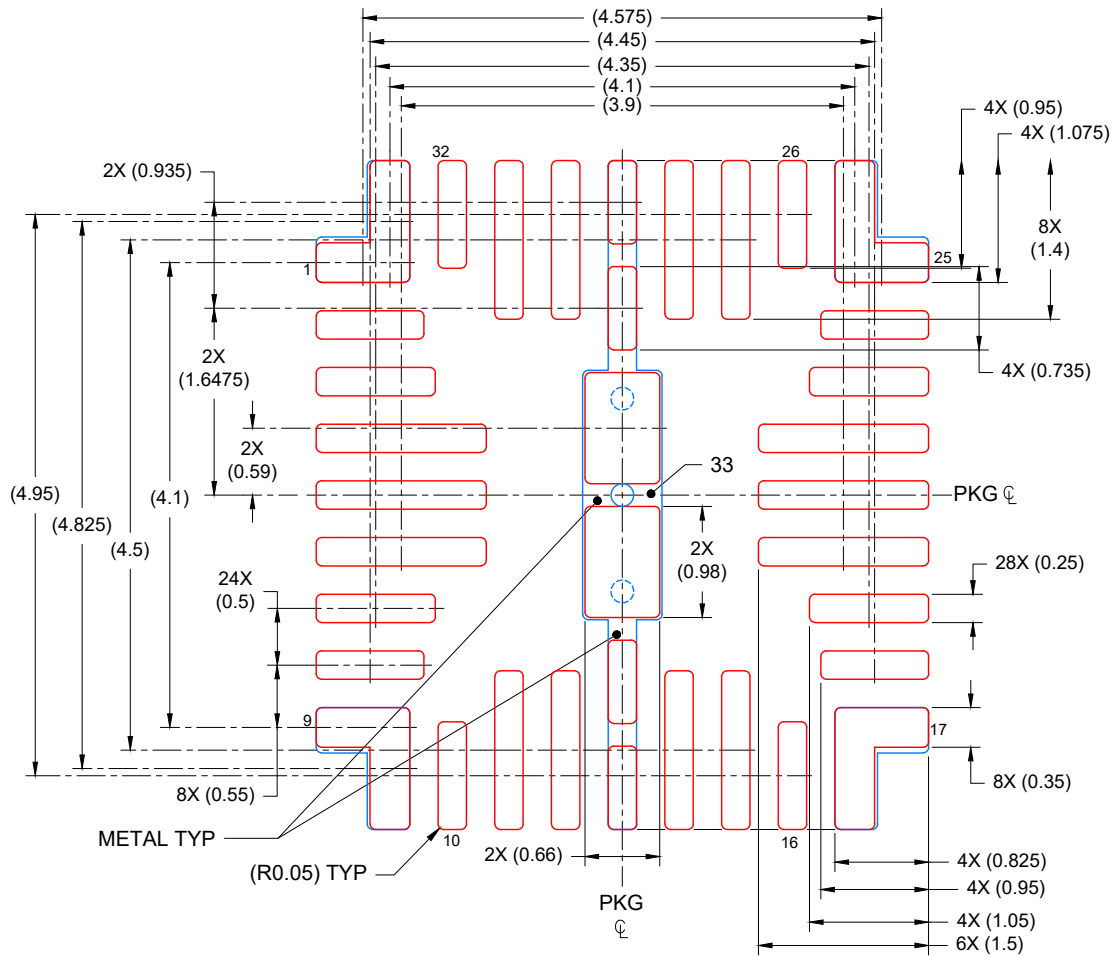 (4.575)
(4.45)
(4.35)
(4.1)
(3.9)
4X (0.95)
4X (1.075)
2X (0.935)
32
26
8X
(1.4)
1
25
2X
(1.6475)
4X (0.735)
2X
(0.59)
33
(4.95)
(4.825)
(4.5)
(4.1)
PKG ℄
2X
(0.98)
24X
(0.5)
28X (0.25)
9
17
8X (0.55)
8X (0.35)
METAL TYP
10
16
(R0.05) TYP
2X (0.66)
4X (0.825)
4X (0.95)
PKG
℄
4X (1.05)
6X (1.5)